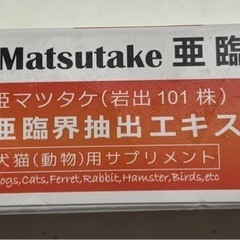 Matsutake 亜臨
姫マツタケ(岩出101株)
亜臨界抽出エキス
犬猫(動物)用サプリメント
ogs,Cats,Ferret,Rabbit,Hamster,Birds,etc